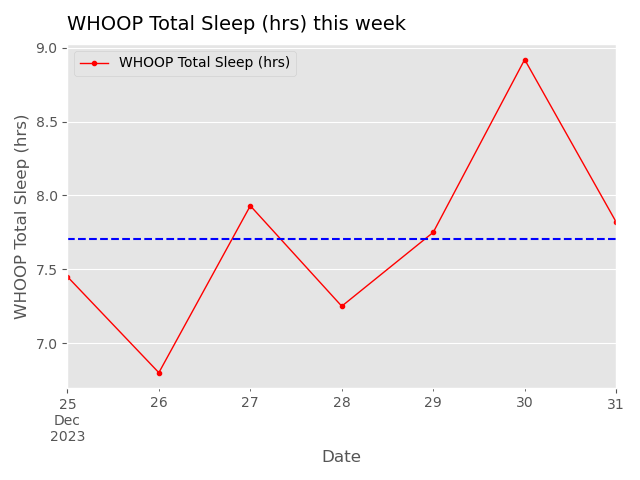 WHOOP Total Sleep (hrs) this week
WHOOP Total Sleep (hrs)
WHOOP Total Sleep (hrs)
9.0
8.5
8.0
7.5
7.0
25 26 27 28 29 30 31
Dec
2023
Date